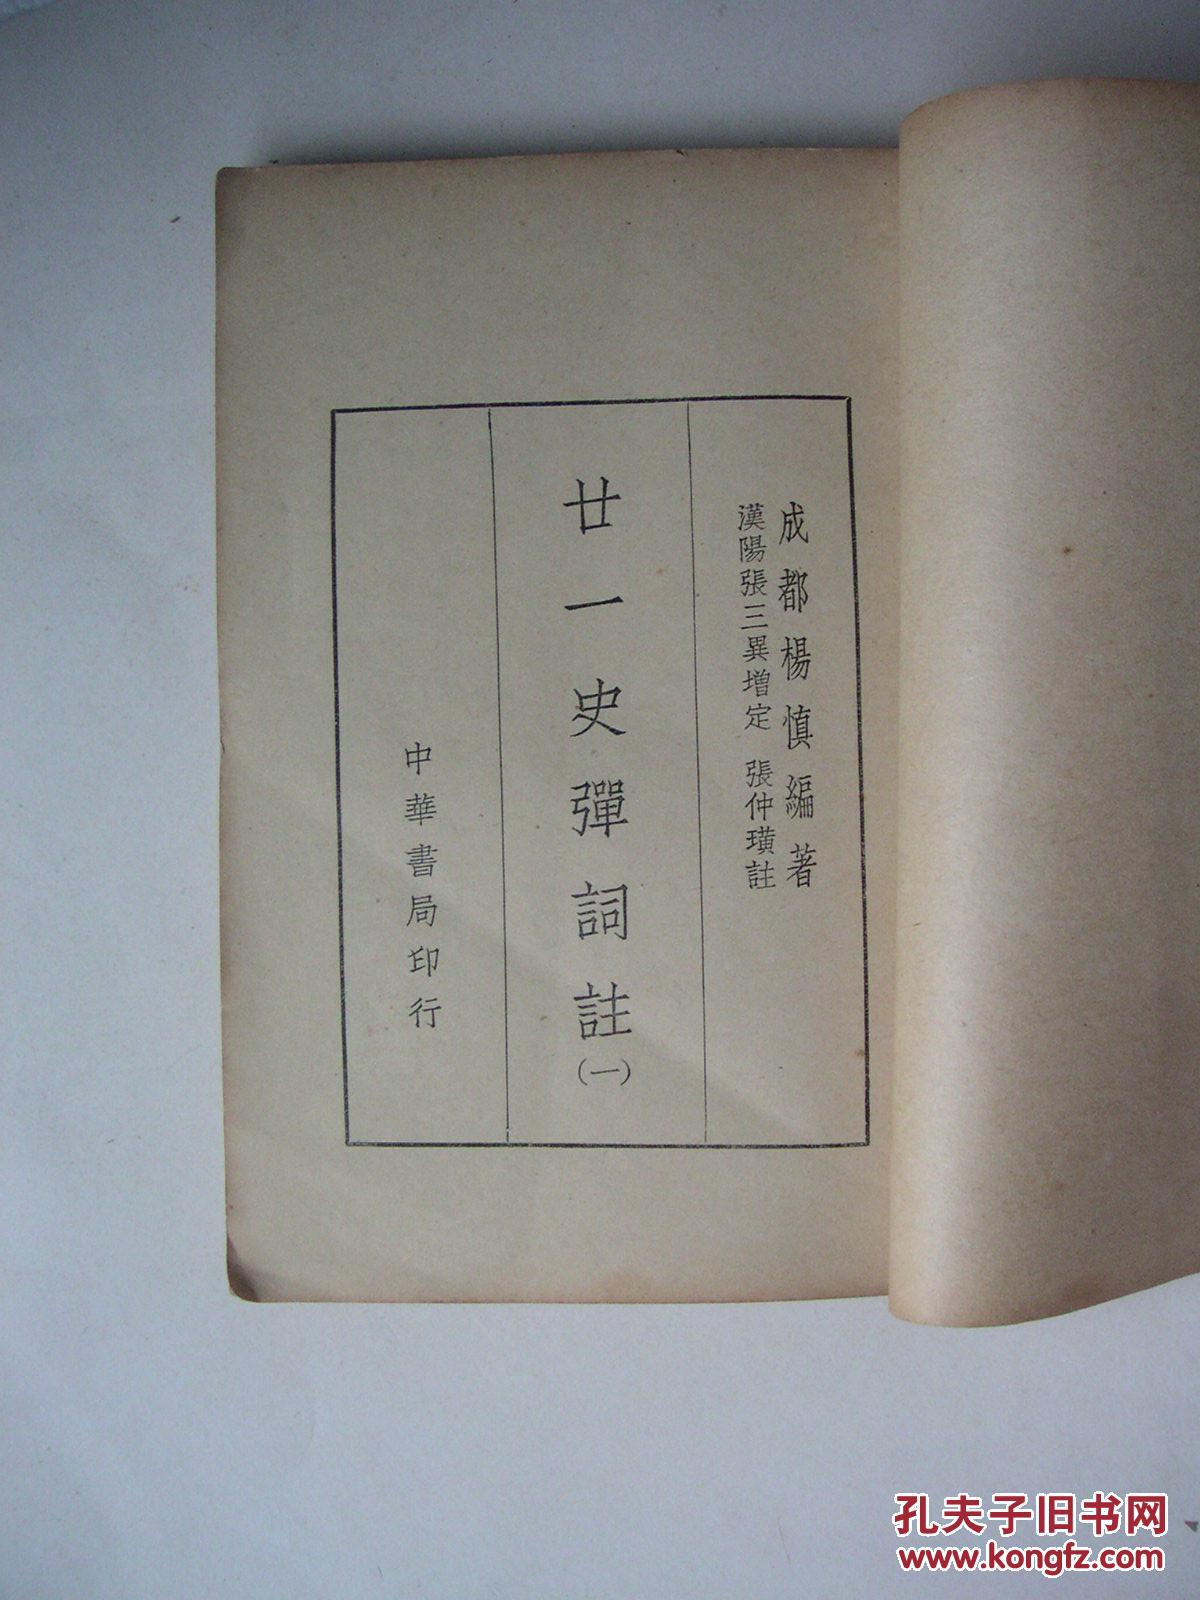 成都楊慎編著
漢陽張三異增定 張仲璜註
廿一史彈詞註(一)
中華書局印行
孔夫子旧书网
www.kongfz.com